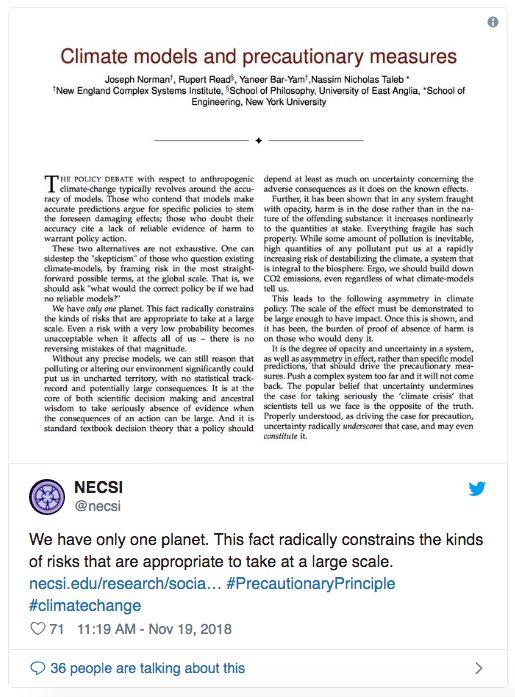 Climate models and precautionary measures
Joseph Norman†, Rupert Read§, Yaneer Bar-Yam†,Nassim Nicholas Taleb *
†New England Complex Systems Institute, §School of Philosophy, University of East Anglia, *School of
Engineering, New York University
THE POLICY DEBATE with respect to anthropogenic
climate-change typically revolves around the accu-
racy of models. Those who contend that models make
accurate predictions argue for specific policies to stem
the foreseen damaging effects; those who doubt their
accuracy cite a lack of reliable evidence of harm to
warrant policy action.
These two alternatives are not exhaustive. One can
sidestep the "skepticism" of those who question existing
climate-models, by framing risk in the most straight-
forward possible terms, at the global scale. That is, we
should ask "what would the correct policy be if we had
no reliable models?"
We have only one planet. This fact radically constrains
the kinds of risks that are appropriate to take at a large
scale. Even a risk with a very low probability becomes
unacceptable when it affects all of us – there is no
reversing mistakes of that magnitude.
Without any precise models, we can still reason that
polluting or altering our environment significantly could
put us in uncharted territory, with no statistical track-
record and potentially large consequences. It is at the
core of both scientific decision making and ancestral
wisdom to take seriously absence of evidence when
the consequences of an action can be large. And it is
standard textbook decision theory that a policy should
depend at least as much on uncertainty concerning the
adverse consequences as it does on the known effects.
Further, it has been shown that in any system fraught
with opacity, harm is in the dose rather than in the na-
ture of the offending substance: it increases nonlinearly
to the quantities at stake. Everything fragile has such
property. While some amount of pollution is inevitable,
high quantities of any pollutant put us at a rapidly
increasing risk of destabilizing the climate, a system that
is integral to the biosphere. Ergo, we should build down
CO2 emissions, even regardless of what climate-models
tell us.
This leads to the following asymmetry in climate
policy. The scale of the effect must be demonstrated to
be large enough to have impact. Once this is shown, and
it has been, the burden of proof of absence of harm is
on those who would deny it.
It is the degree of opacity and uncertainty in a system,
as well as asymmetry in effect, rather than specific model
predictions, that should drive the precautionary mea-
sures. Push a complex system too far and it will not come
back. The popular belief that uncertainty undermines
the case for taking seriously the 'climate crisis' that
scientists tell us we face is the opposite of the truth.
Properly understood, as driving the case for precaution,
uncertainty radically underscores that case, and may even
constitute it.
NECSI
@necsi
We have only one planet. This fact radically constrains the kinds
of risks that are appropriate to take at a large scale.
necsi.edu/research/socia… #PrecautionaryPrinciple
#climatechange
71 11:19 AM - Nov 19, 2018
36 people are talking about this